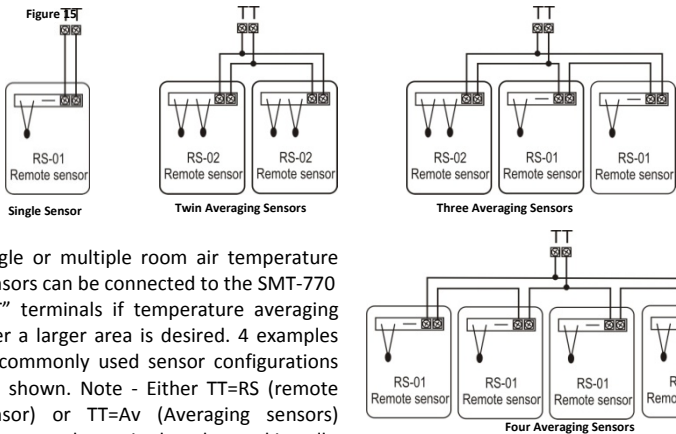 Figure 15
TT
TT
TT
RS-01
Remote sensor
RS-02
Remote sensor
RS-02
Remote sensor
RS-02
Remote sensor
RS-01
Remote sensor
RS-01
Remote sensor
Single Sensor
Twin Averaging Sensors
Three Averaging Sensors
gle or multiple room air temperature
sors can be connected to the SMT-770
" terminals if temperature averaging
er a larger area is desired. 4 examples
commonly used sensor configurations
shown. Note - Either TT=RS (remote
sor) or TT=Av (Averaging sensors)
TT
RS-01
Remote sensor
RS-01
Remote sensor
RS-01
Remote sensor
Four Averaging Sensors